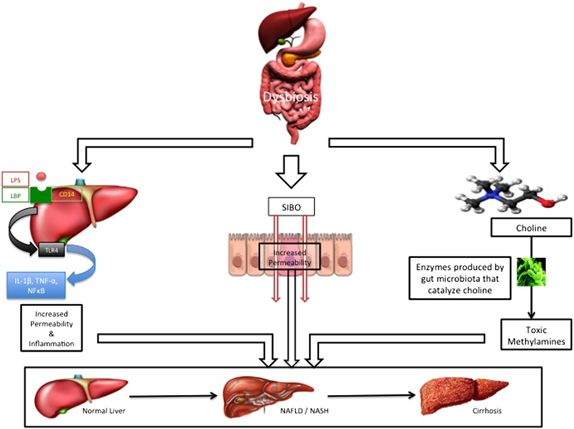 Dysbiosis
LPS
LBP
CD14
TLR4
IL-1β, TNF-α,
NFκB
Increased
Permeability
&
Inflammation
SIBO
Increased
Permeability
Choline
Enzymes produced by
gut microbiota that
catalyze choline
Toxic
Methylamines
Normal Liver
NAFLD / NASH
Cirrhosis